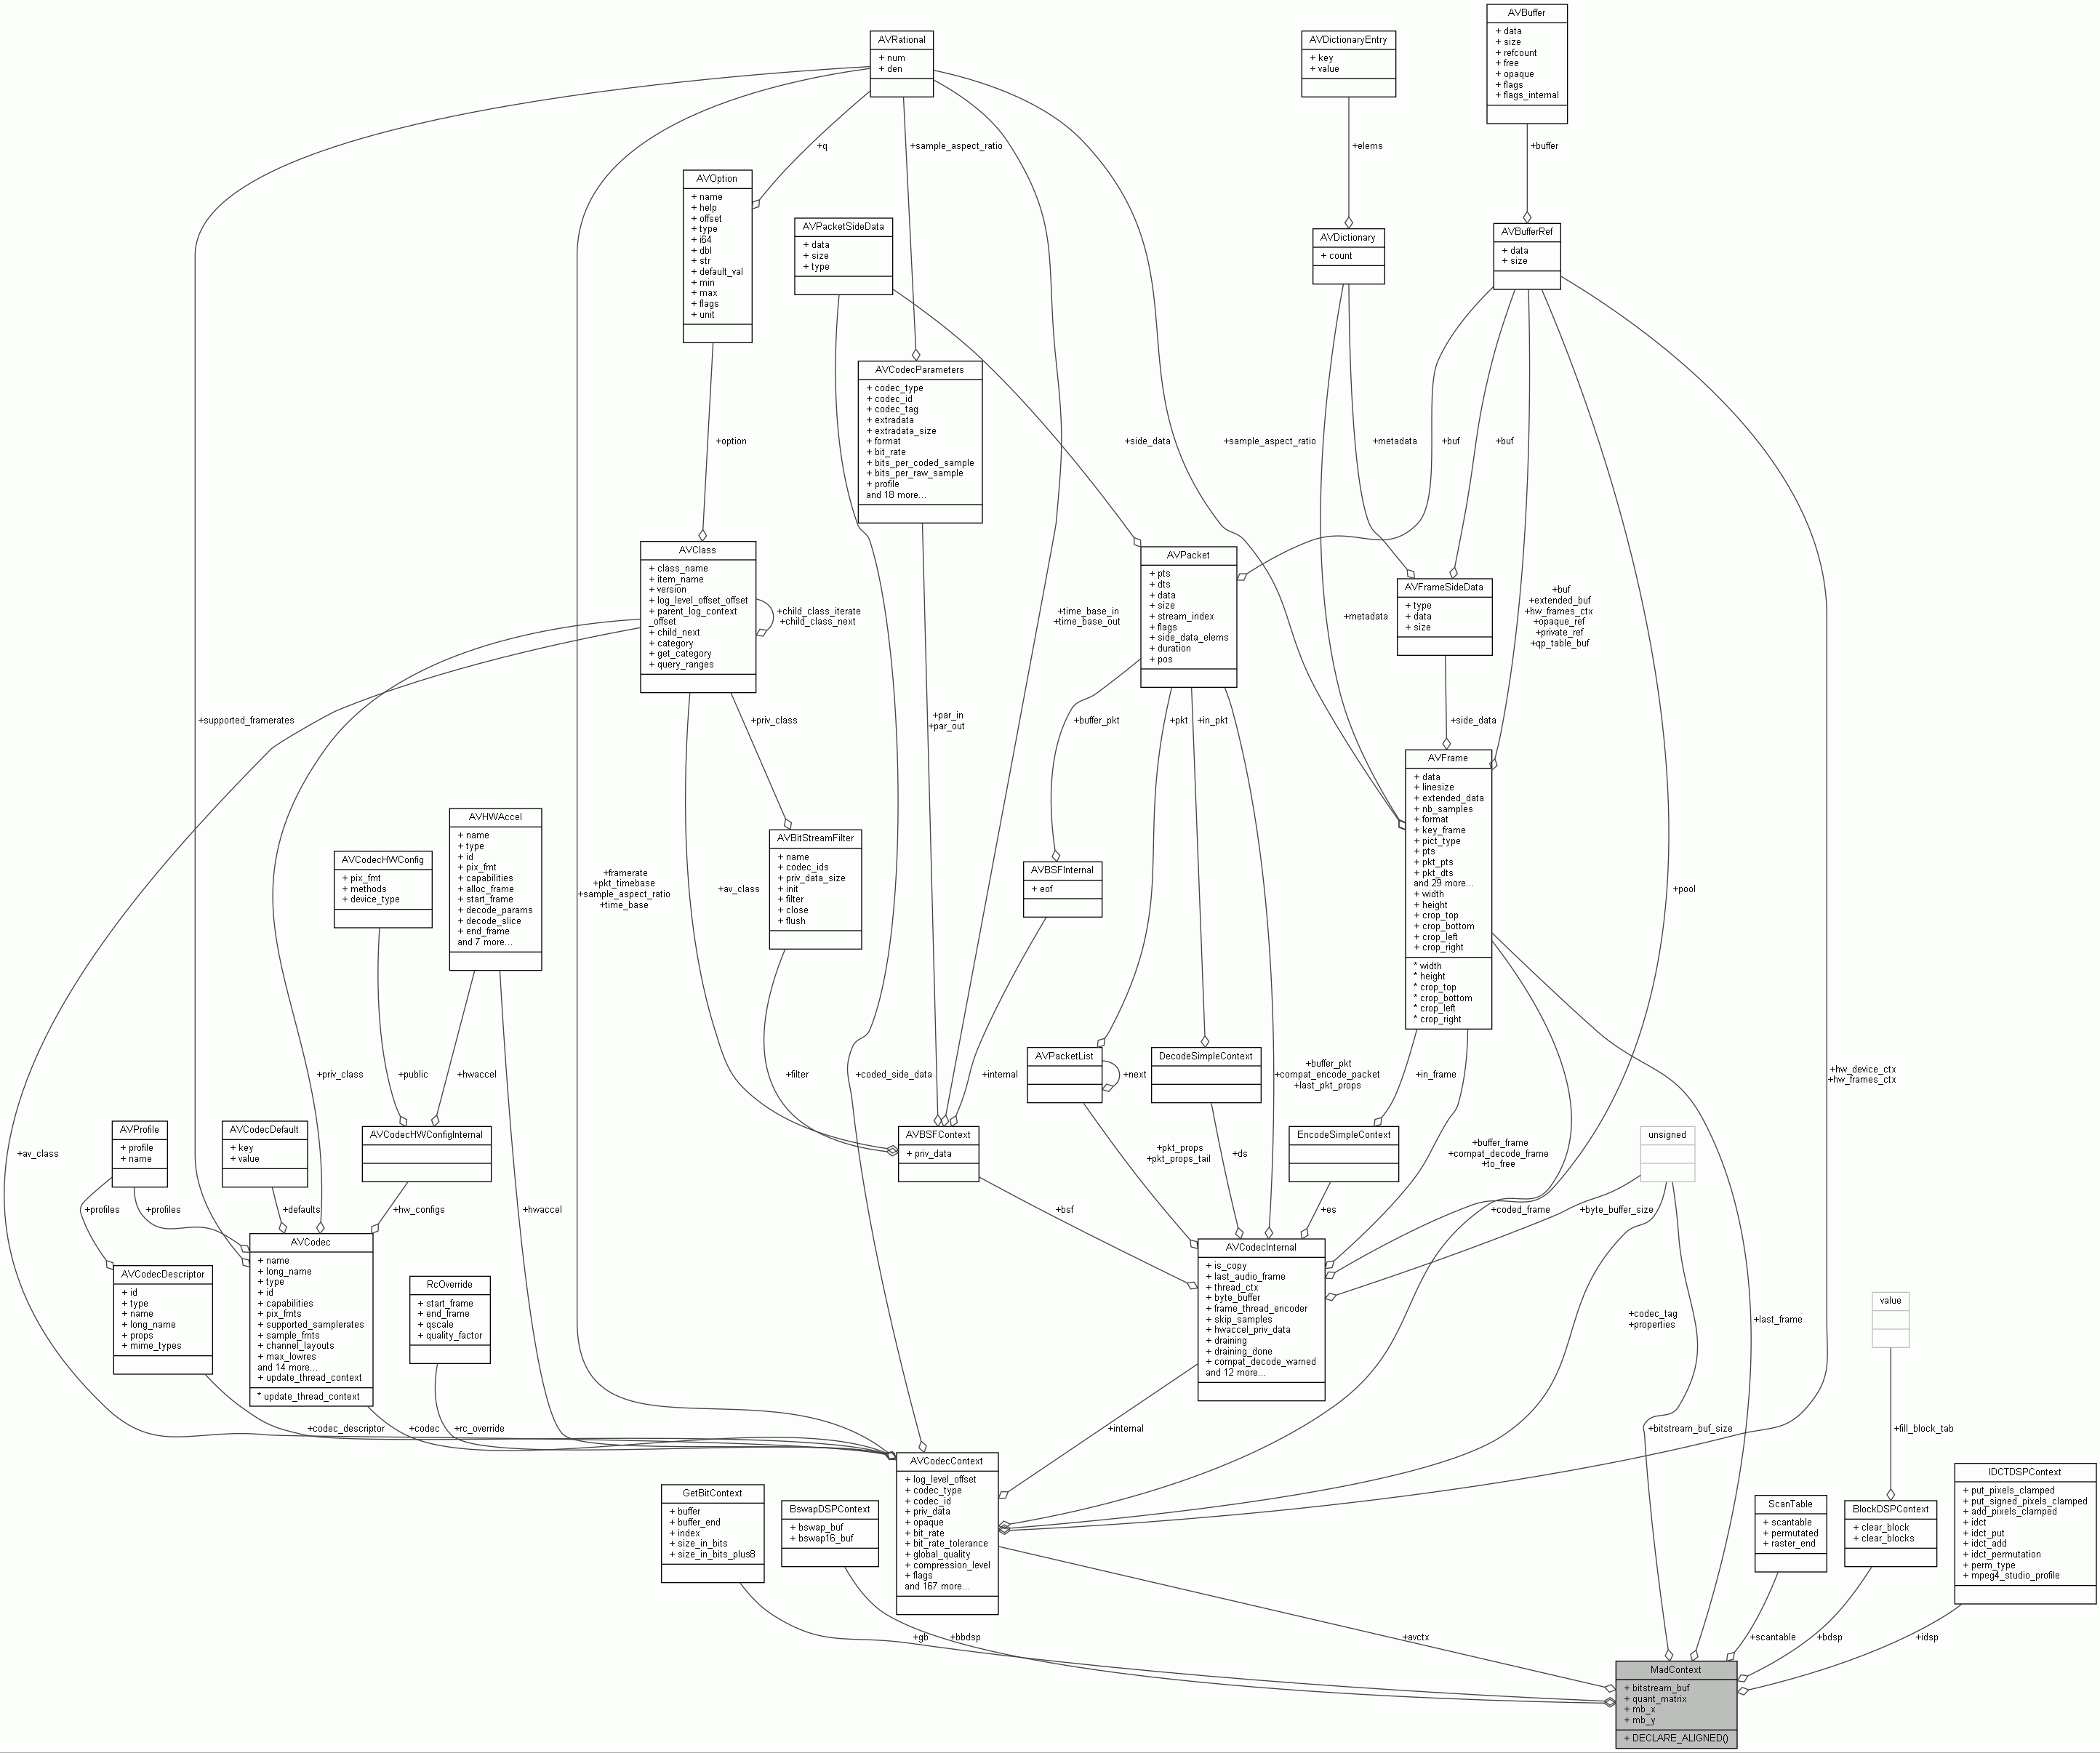 AVBuffer
+ data
+ size
+ refcount
+ free
+ opaque
+ flags
+ flags_internal
AVRational
+ num
+ den
AVDictionaryEntry
+ key
+ value
+q
+sample_aspect_ratio
+elems
+buffer
AVOption
+ name
+ help
+ offset
+ type
+ i64
+ dbl
+ str
+ default_val
+ min
+ max
+ flags
+ unit
AVPacketSideData
+ data
+ size
+ type
AVDictionary
+ count
AVBufferRef
+ data
+ size
AVCodecParameters
+ codec_type
+ codec_id
+ codec_tag
+ extradata
+ extradata_size
+ format
+ bit_rate
+ bits_per_coded_sample
+ bits_per_raw_sample
+ profile
and 18 more...
+option
+side_data
+sample_aspect_ratio
+metadata
+buf
+buf
AVClass
+ class_name
+ item_name
+ version
+ log_level_offset_offset
+ parent_log_context
_offset
+ child_next
+ category
+ get_category
+ query_ranges
+child_class_iterate
+child_class_next
+time_base_in
+time_base_out
AVPacket
+ pts
+ dts
+ data
+ size
+ stream_index
+ flags
+ side_data_elems
+ duration
+ pos
+metadata
AVFrameSideData
+ type
+ data
+ size
+buf
+extended_buf
+hw_frames_ctx
+opaque_ref
+private_ref
+qp_table_buf
+supported_framerates
+priv_class
+par_in
+par_out
+buffer_pkt
+pkt
+in_pkt
+side_data
AVFrame
+ data
+ linesize
+ extended_data
+ nb_samples
+ format
+ key_frame
+ pict_type
+ pts
+ pkt_pts
+ pkt_dts
and 29 more...
+ width
+ height
+ crop_top
+ crop_bottom
+ crop_left
+ crop_right
* width
* height
* crop_top
* crop_bottom
* crop_left
* crop_right
AVHWAccel
+ name
+ type
+ id
+ pix_fmt
+ capabilities
+ alloc_frame
+ start_frame
+ decode_params
+ decode_slice
+ end_frame
and 7 more...
AVCodecHWConfig
+ pix_fmt
+ methods
+ device_type
+framerate
+pkt_timebase
+sample_aspect_ratio
+time_base
+av_class
AVBitStreamFilter
+ name
+ codec_ids
+ priv_data_size
+ init
+ filter
+ close
+ flush
AVBSFInternal
+ eof
+pool
+priv_class
+public
+hwaccel
+filter
+coded_side_data
+internal
AVPacketList
+next
DecodeSimpleContext
+buffer_pkt
+compat_encode_packet
+last_pkt_props
+in_frame
+hw_device_ctx
+hw_frames_ctx
+av_class
AVProfile
+ profile
+ name
AVCodecDefault
+ key
+ value
AVCodecHWConfigInternal
AVBSFContext
+ priv_data
+pkt_props
+pkt_props_tail
+ds
EncodeSimpleContext
+buffer_frame
+compat_decode_frame
+to_free
unsigned
+profiles
+profiles
+defaults
+hw_configs
+hwaccel
+bsf
+es
+coded_frame
+byte_buffer_size
AVCodecDescriptor
+ id
+ type
+ name
+ long_name
+ props
+ mime_types
AVCodec
+ name
+ long_name
+ type
+ id
+ capabilities
+ pix_fmts
+ supported_samplerates
+ sample_fmts
+ channel_layouts
+ max_lowres
and 14 more...
+ update_thread_context
* update_thread_context
RcOverride
+ start_frame
+ end_frame
+ qscale
+ quality_factor
AVCodecInternal
+ is_copy
+ last_audio_frame
+ thread_ctx
+ byte_buffer
+ frame_thread_encoder
+ skip_samples
+ hwaccel_priv_data
+ draining
+ draining_done
+ compat_decode_warned
and 12 more...
+codec_tag
+properties
+last_frame
value
+codec_descriptor
+codec
+rc_override
+internal
+bitstream_buf_size
+fill_block_tab
GetBitContext
+ buffer
+ buffer_end
+ index
+ size_in_bits
+ size_in_bits_plus8
BswapDSPContext
+ bswap_buf
+ bswap16_buf
AVCodecContext
+ log_level_offset
+ codec_type
+ codec_id
+ priv_data
+ opaque
+ bit_rate
+ bit_rate_tolerance
+ global_quality
+ compression_level
+ flags
and 167 more...
ScanTable
+ scantable
+ permutated
+ raster_end
BlockDSPContext
+ clear_block
+ clear_blocks
IDCTDSPContext
+ put_pixels_clamped
+ put_signed_pixels_clamped
+ add_pixels_clamped
+ idct
+ idct_put
+ idct_add
+ idct_permutation
+ perm_type
+ mpeg4_studio_profile
+gb
+bbdsp
+avctx
+scantable
+bdsp
+idsp
MadContext
+ bitstream_buf
+ quant_matrix
+ mb_x
+ mb_y
+ DECLARE_ALIGNED()